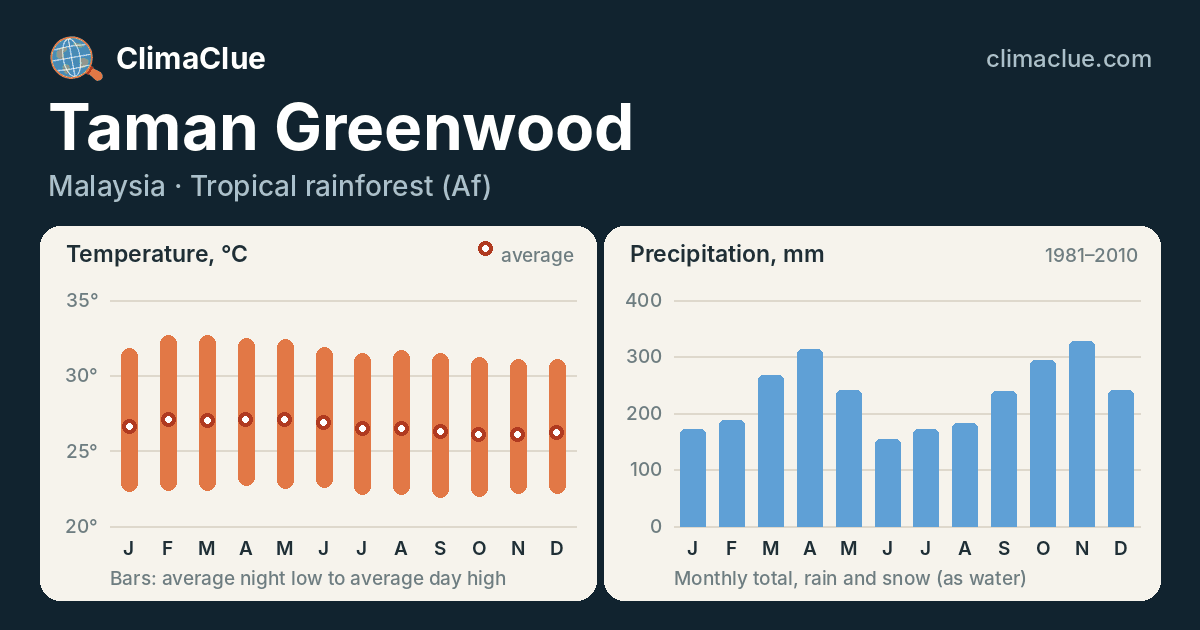 ClimaClue
climaclue.com
Taman Greenwood
Malaysia · Tropical rainforest (Af)
Temperature, °C
average
35°
30°
25°
20°
J F M A M J J A S O N D
Bars: average night low to average day high
Precipitation, mm
1981–2010
400
300
200
100
0
J F M A M J J A S O N D
Monthly total, rain and snow (as water)